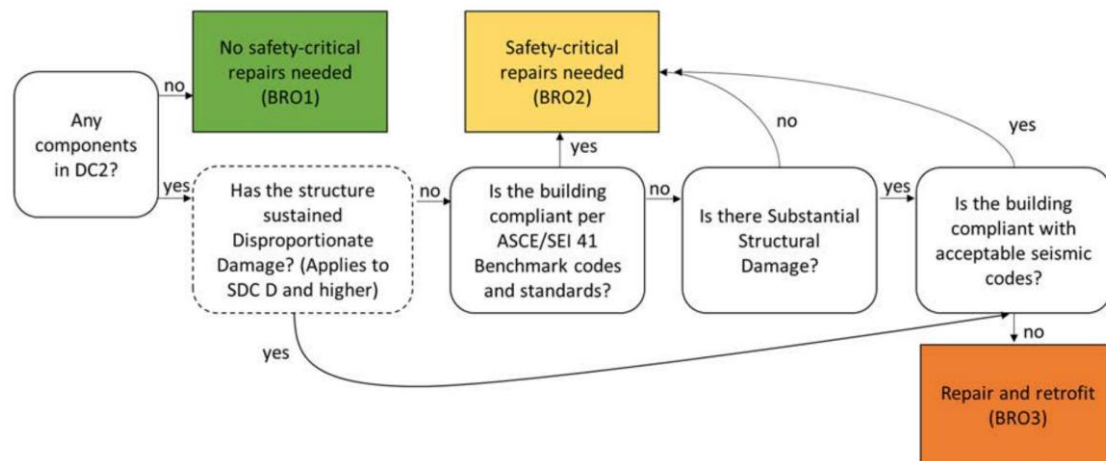 Any
components
in DC2?
no
No safety-critical
repairs needed
(BRO1)
yes
Has the structure
sustained
Disproportionate
Damage? (Applies to
SDC D and higher)
no
yes
Is the building
compliant per
ASCE/SEI 41
Benchmark codes
and standards?
yes
Safety-critical
repairs needed
(BRO2)
no
Is there Substantial
Structural
Damage?
no
yes
Is the building
compliant with
acceptable seismic
codes?
yes
no
Repair and retrofit
(BRO3)